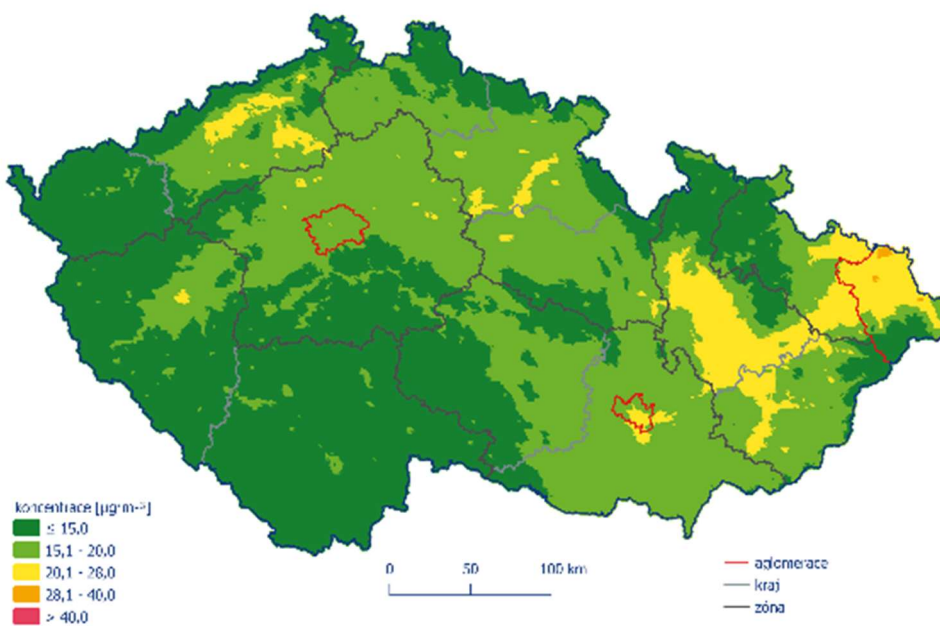 koncentrace [µg·m-³]
≤ 15.0
15,1 - 20.0
20,1 - 28.0
28,1 - 40.0
> 40.0
0 50 100 km
aglomerace
kraj
zóna